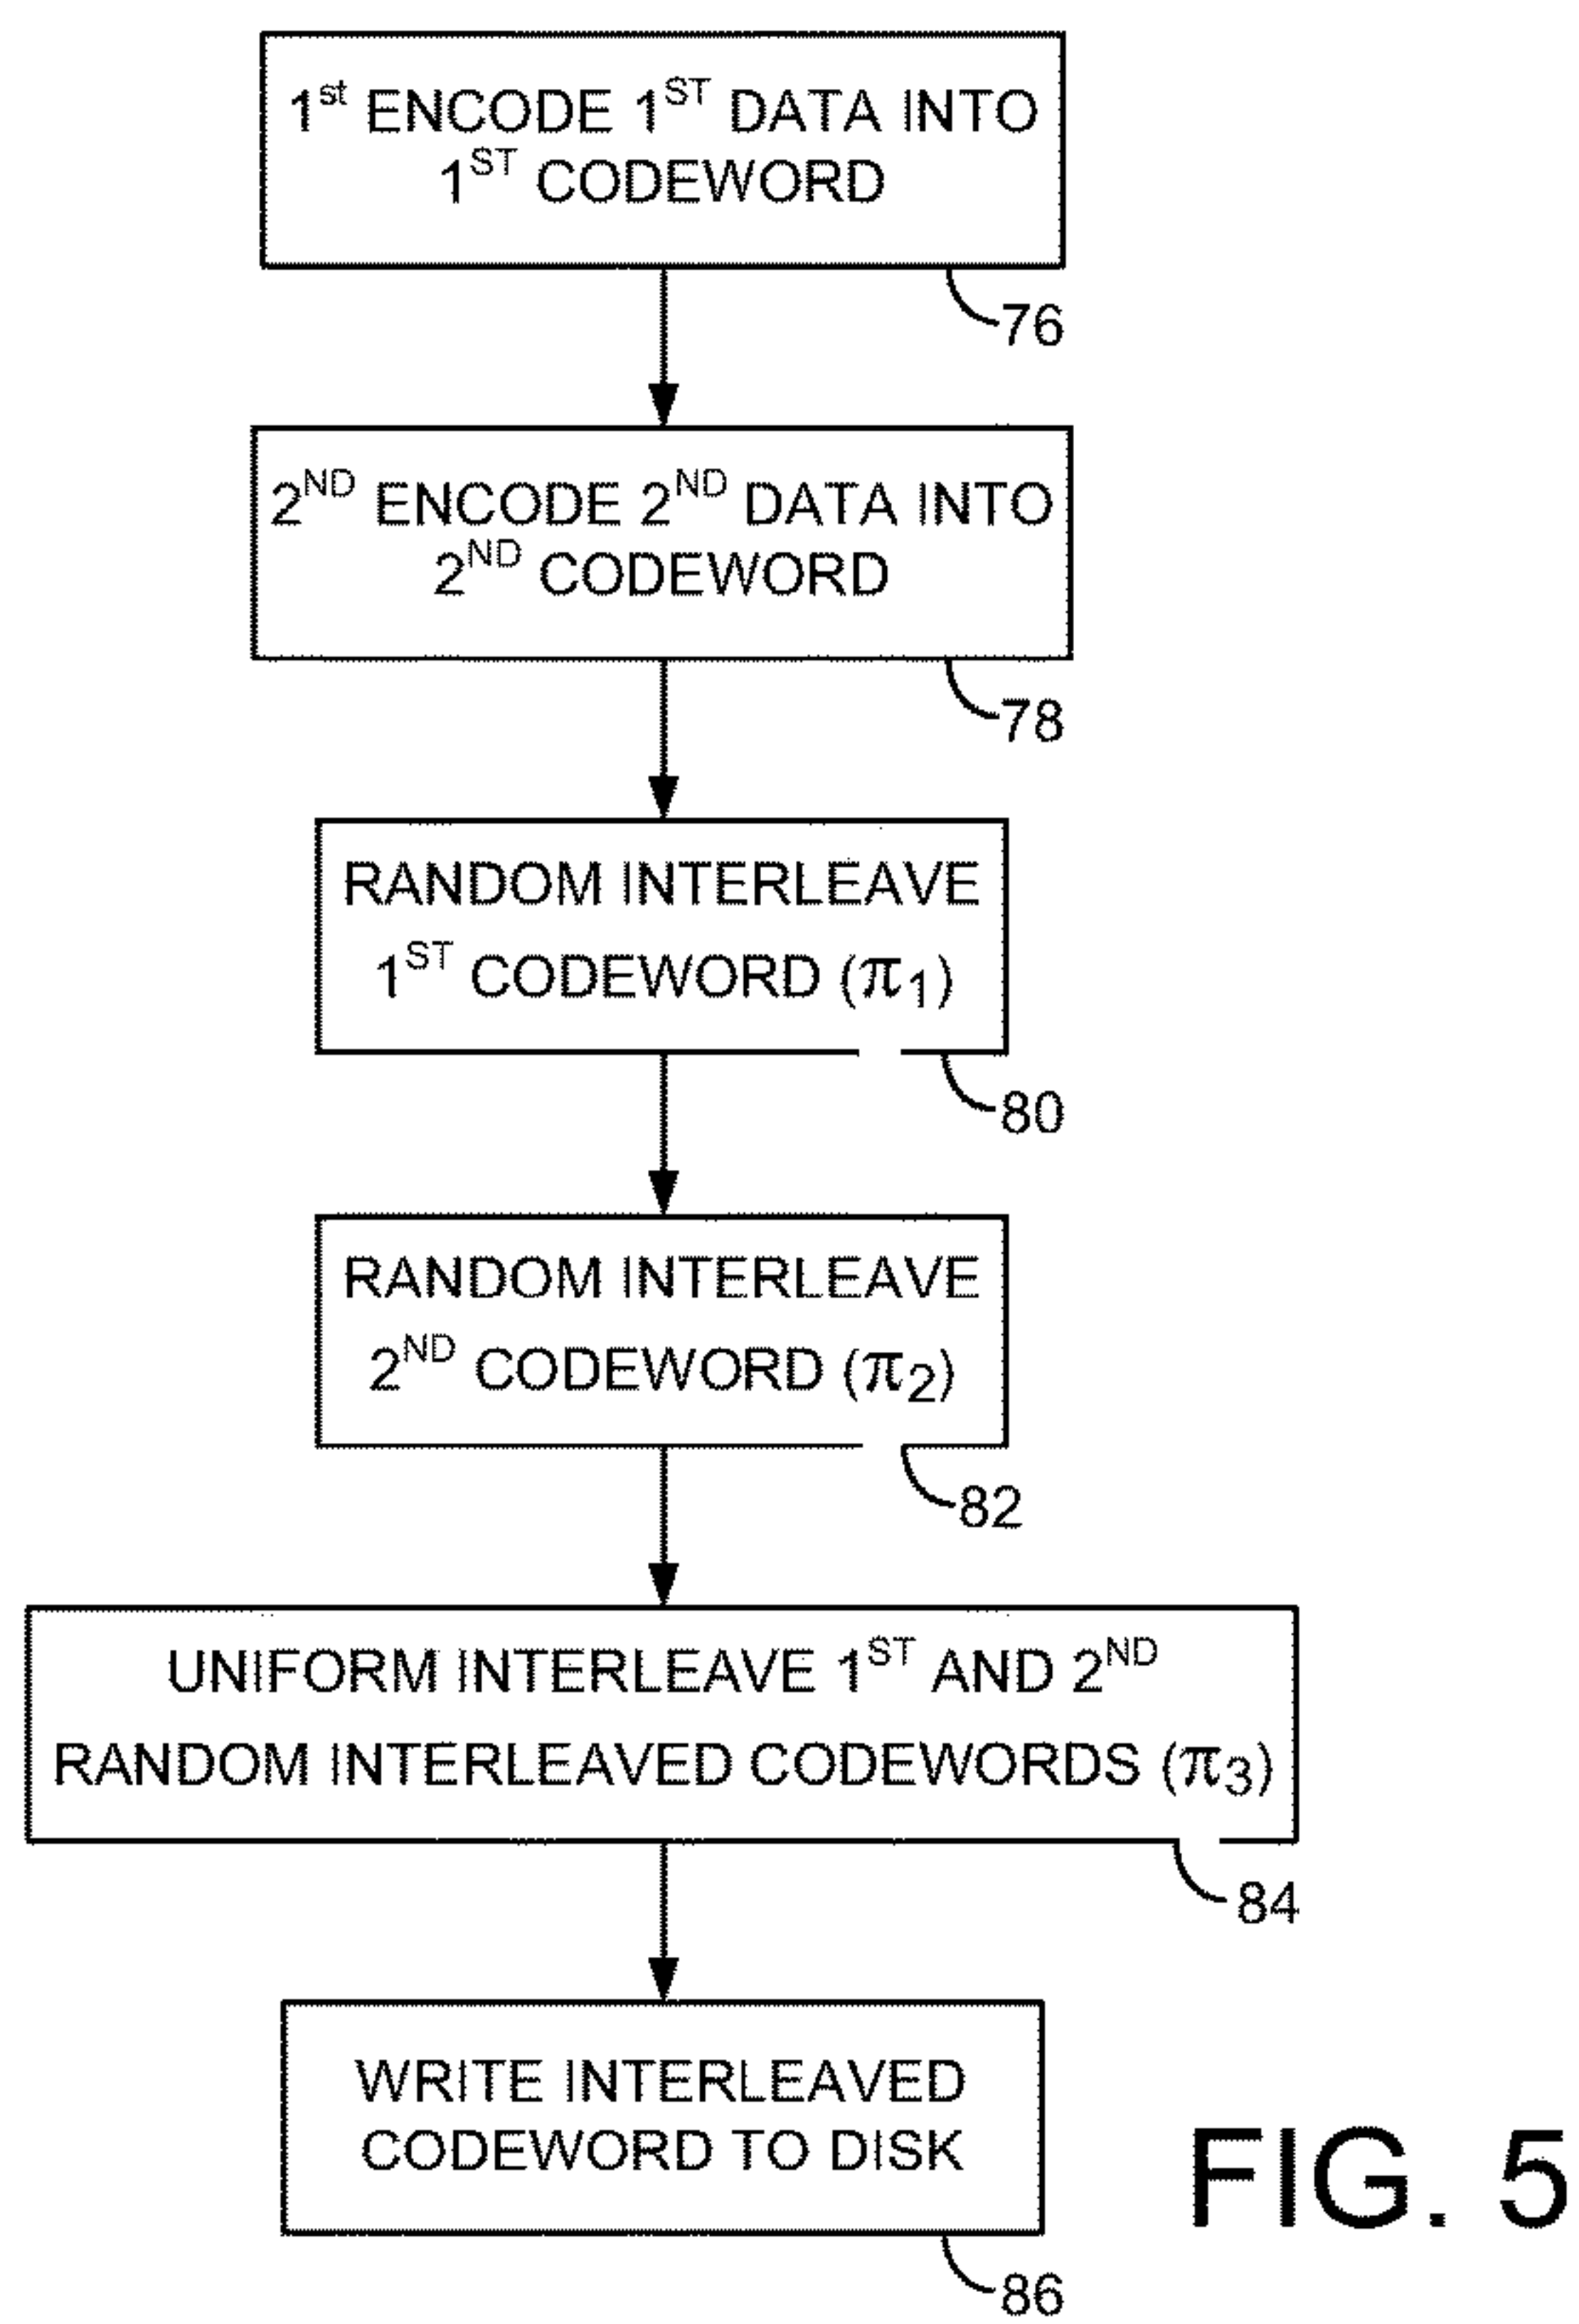 1st ENCODE 1ST DATA INTO
1ST CODEWORD
76
2ND ENCODE 2ND DATA INTO
2ND CODEWORD
78
RANDOM INTERLEAVE
1ST CODEWORD (π1)
80
RANDOM INTERLEAVE
2ND CODEWORD (π2)
82
UNIFORM INTERLEAVE 1ST AND 2ND
RANDOM INTERLEAVED CODEWORDS (π3)
84
WRITE INTERLEAVED
CODEWORD TO DISK
86
FIG. 5